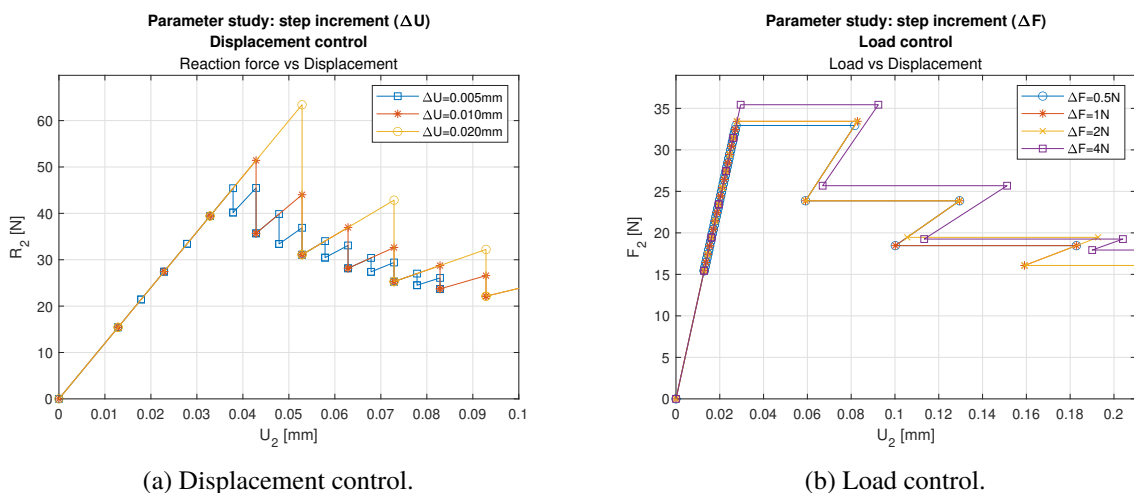 Parameter study: step increment (ΔU)
Displacement control
Reaction force vs Displacement
ΔU=0.005mm
ΔU=0.010mm
ΔU=0.020mm
60
50
40
30
20
10
0
R2 [N]
0 0.01 0.02 0.03 0.04 0.05 0.06 0.07 0.08 0.09 0.1
U2 [mm]
(a) Displacement control.
Parameter study: step increment (ΔF)
Load control
Load vs Displacement
ΔF=0.5N
ΔF=1N
ΔF=2N
ΔF=4N
35
30
25
20
15
10
5
0
F2 [N]
0 0.02 0.04 0.06 0.08 0.1 0.12 0.14 0.16 0.18 0.2
U2 [mm]
(b) Load control.